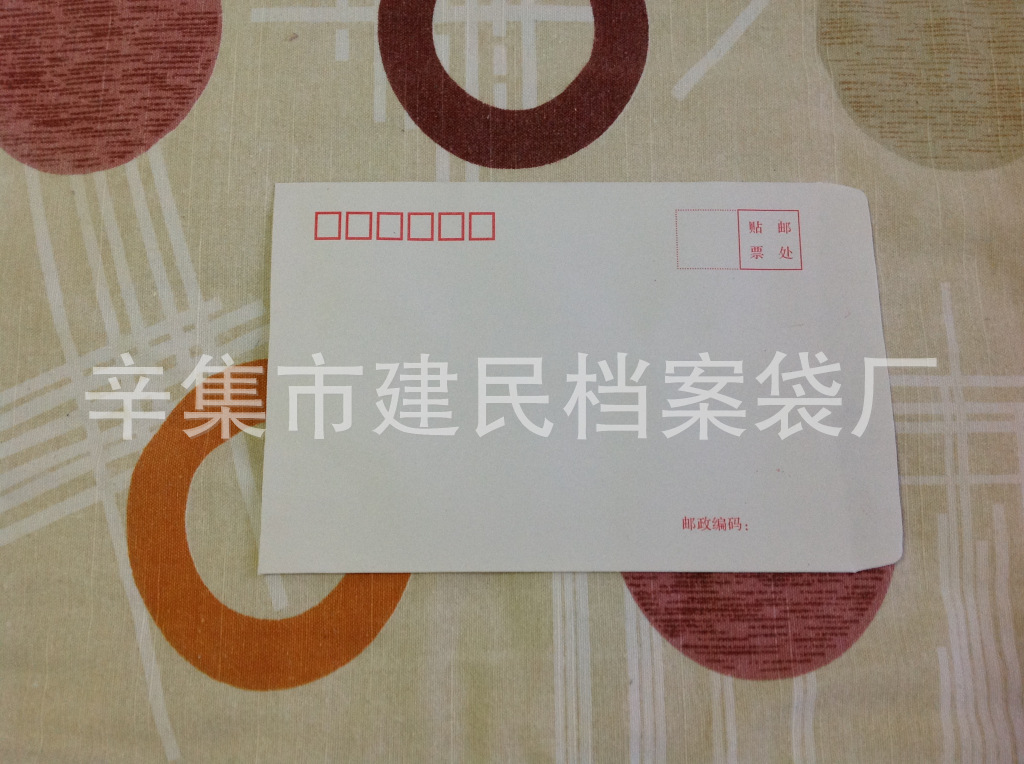 贴 邮
票 处
辛集市建民档案袋厂
邮政编码：